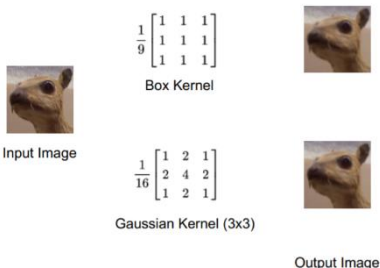 1/9 [1 1 1
1 1 1
1 1 1]
Box Kernel
Input Image
1/16 [1 2 1
2 4 2
1 2 1]
Gaussian Kernel (3x3)
Output Image